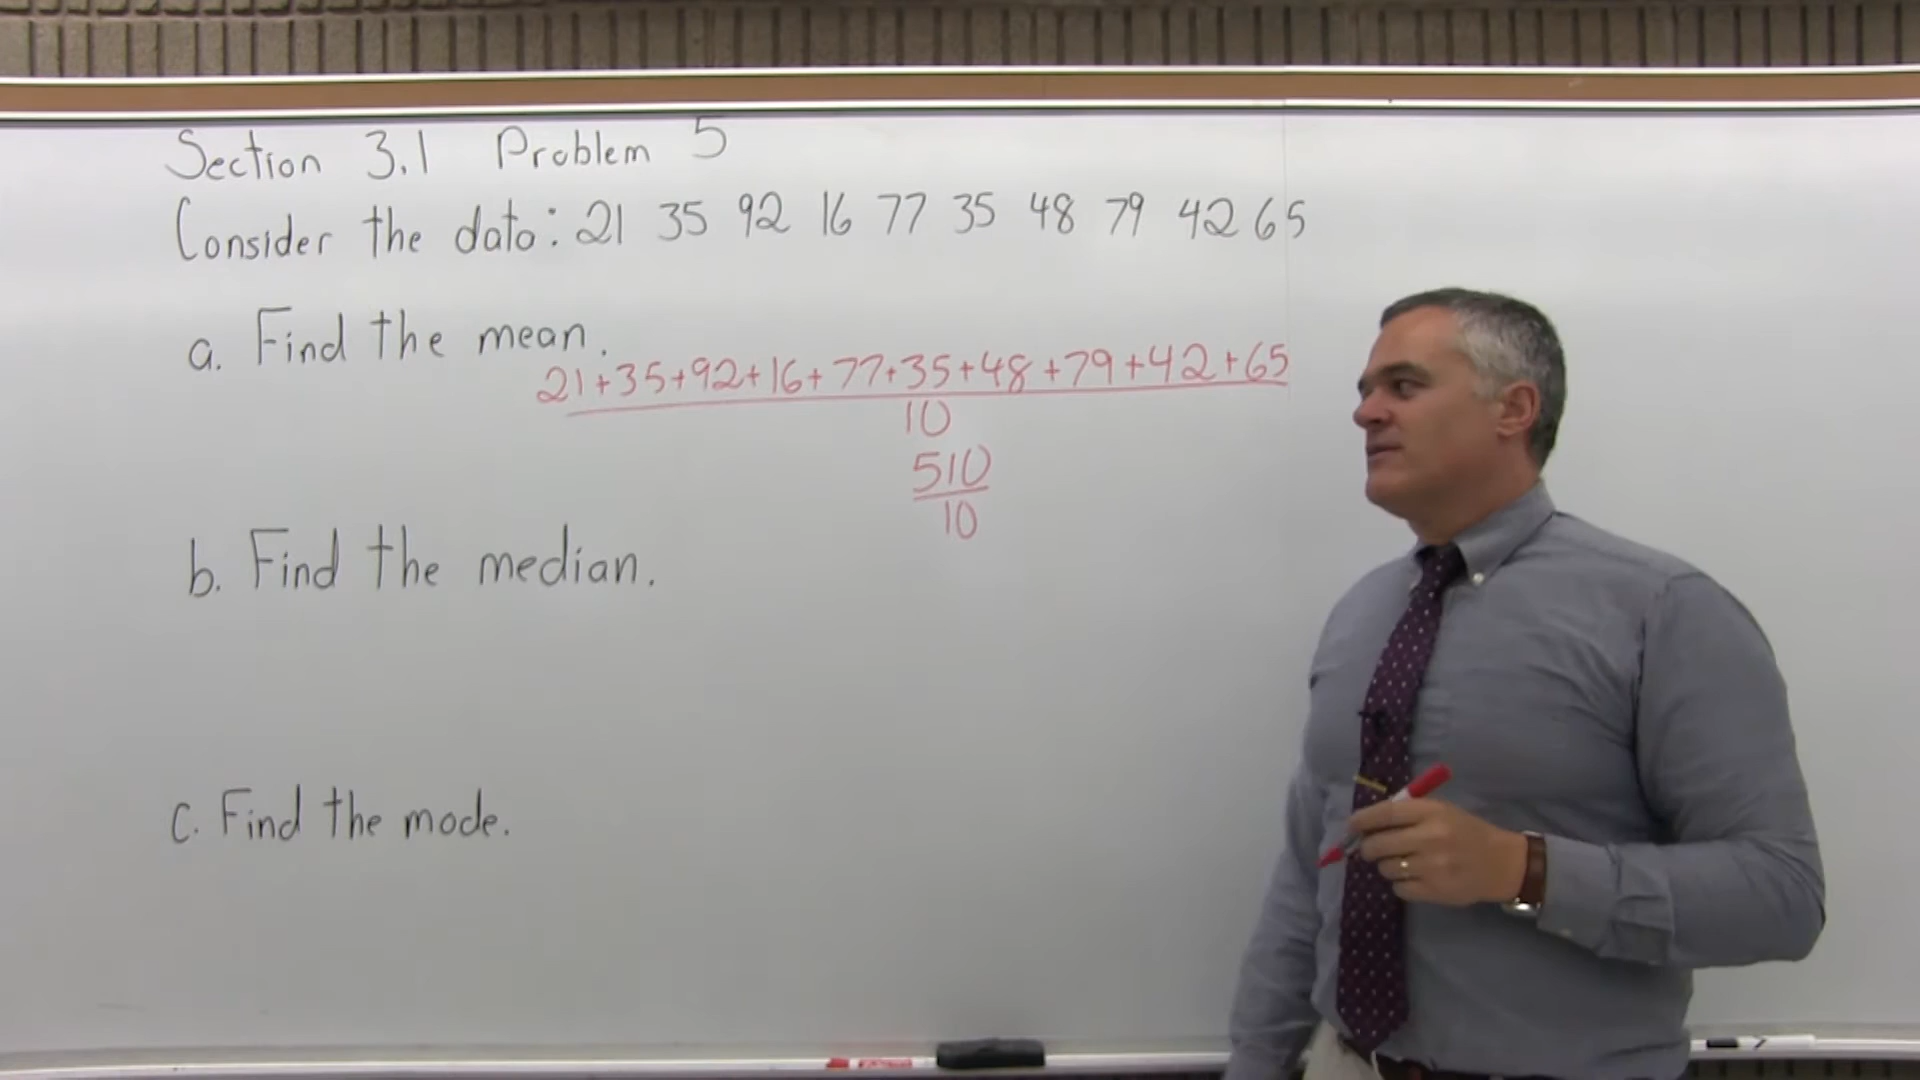 Section 3.1 Problem 5
Consider the data: 21 35 92 16 77 35 48 79 42 65
a. Find the mean.
21+35+92+16+77+35+48+79+42+65
10
510
10
b. Find the median.
c. Find the mode.